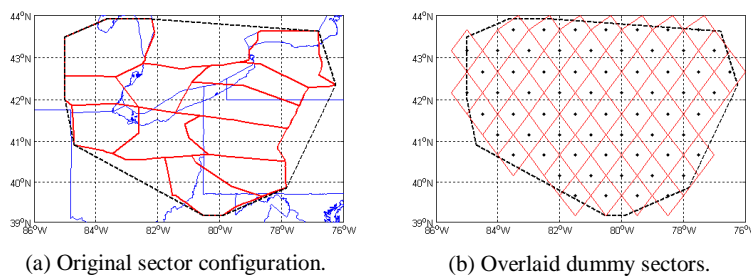 44°N
43°N
42°N
41°N
40°N
39°N
86°W 84°W 82°W 80°W 78°W 76°W
(a) Original sector configuration.
44°N
43°N
42°N
41°N
40°N
39°N
86°W 84°W 82°W 80°W 78°W 76°W
(b) Overlaid dummy sectors.